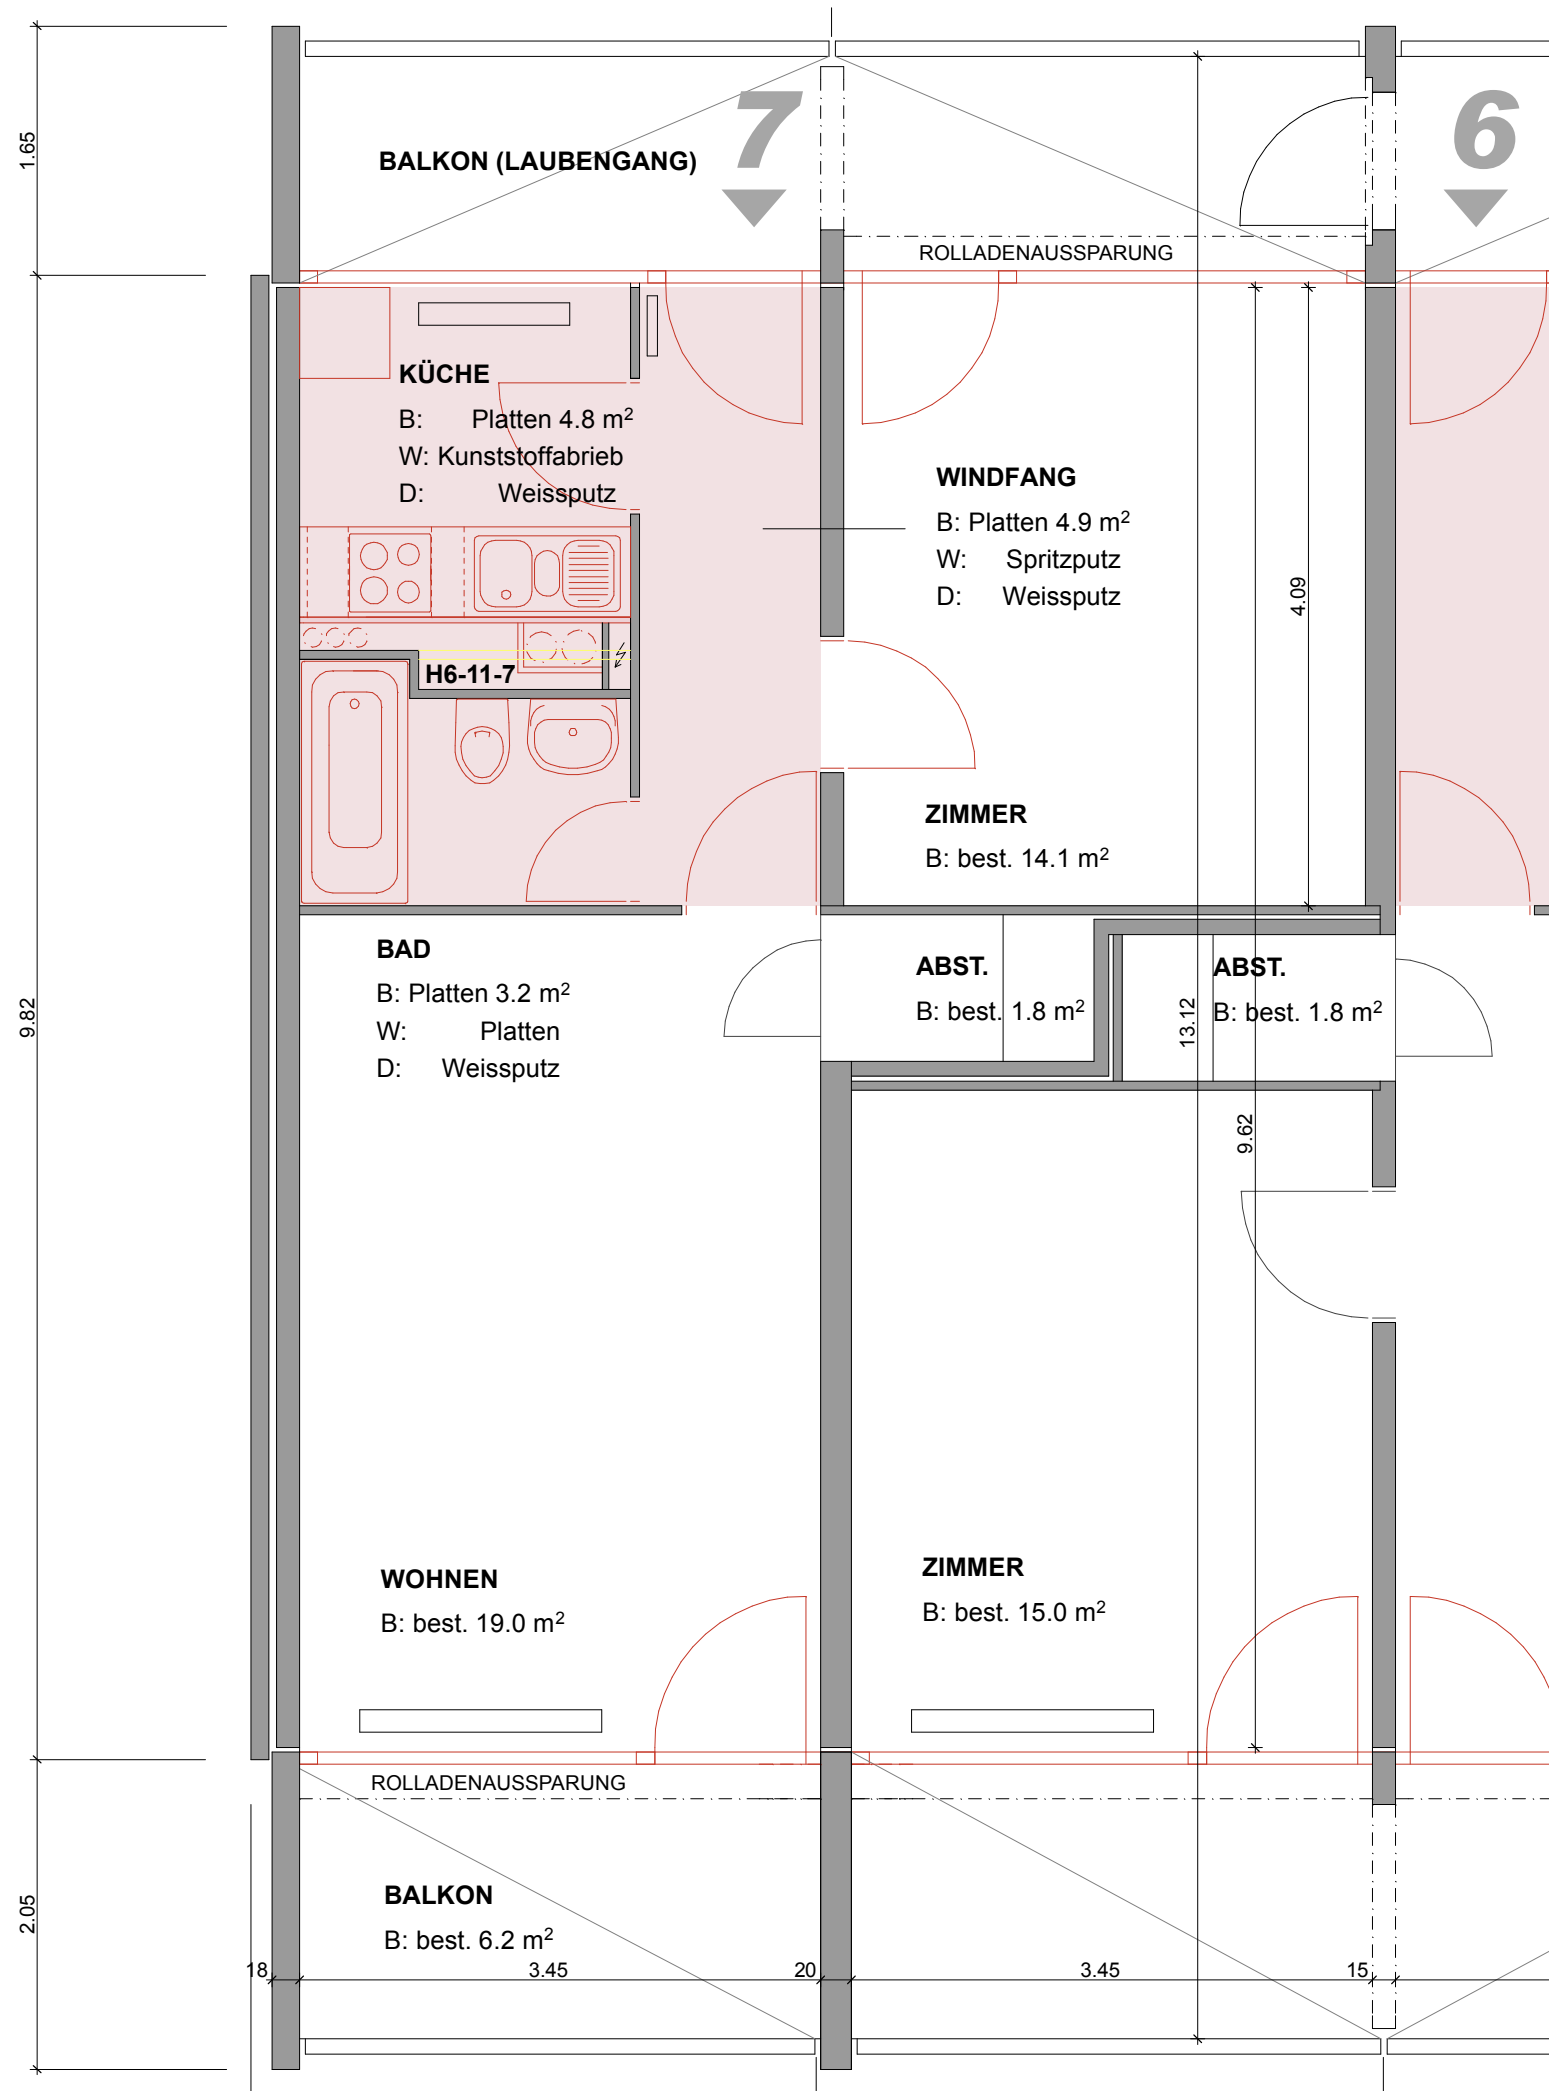 7
6
1.65
BALKON (LAUBENGANG)
ROLLADENAUSSPARUNG
KÜCHE
B: Platten 4.8 m²
W: Kunststoffabrieb
D: Weissputz
WINDFANG
B: Platten 4.9 m²
W: Spritzputz
D: Weissputz
4.09
H6-11-7
ZIMMER
B: best. 14.1 m²
BAD
B: Platten 3.2 m²
W: Platten
D: Weissputz
ABST.
B: best. 1.8 m²
ABST.
B: best. 1.8 m²
9.82
13.12
9.62
WOHNEN
B: best. 19.0 m²
ZIMMER
B: best. 15.0 m²
ROLLADENAUSSPARUNG
BALKON
B: best. 6.2 m²
2.05
18
3.45
20
3.45
15